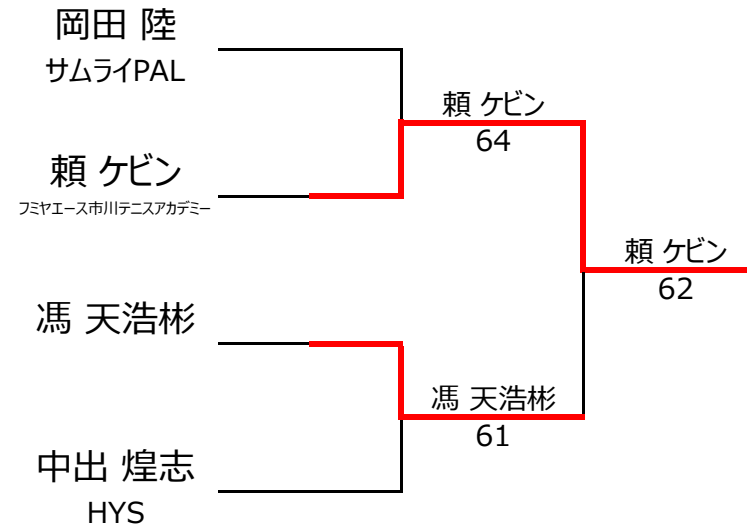 岡田 陸
サムライPAL
頼 ケビン
フミヤエース市川テニスアカデミー
馮 天浩彬
中出 煌志
HYS
頼 ケビン
64
馮 天浩彬
61
頼 ケビン
62